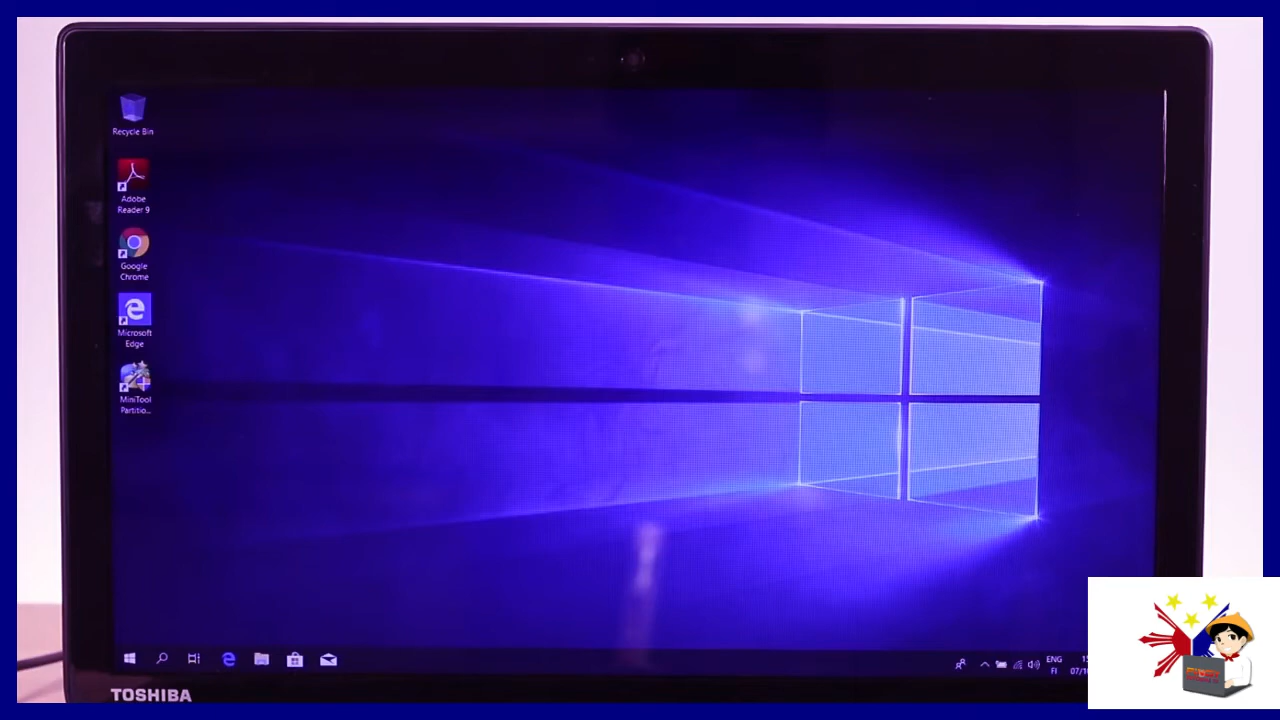 Recycle Bin
Adobe
Reader 9
Google
Chrome
Microsoft
Edge
MiniTool
Partitio...
ENG
FI
TOSHIBA